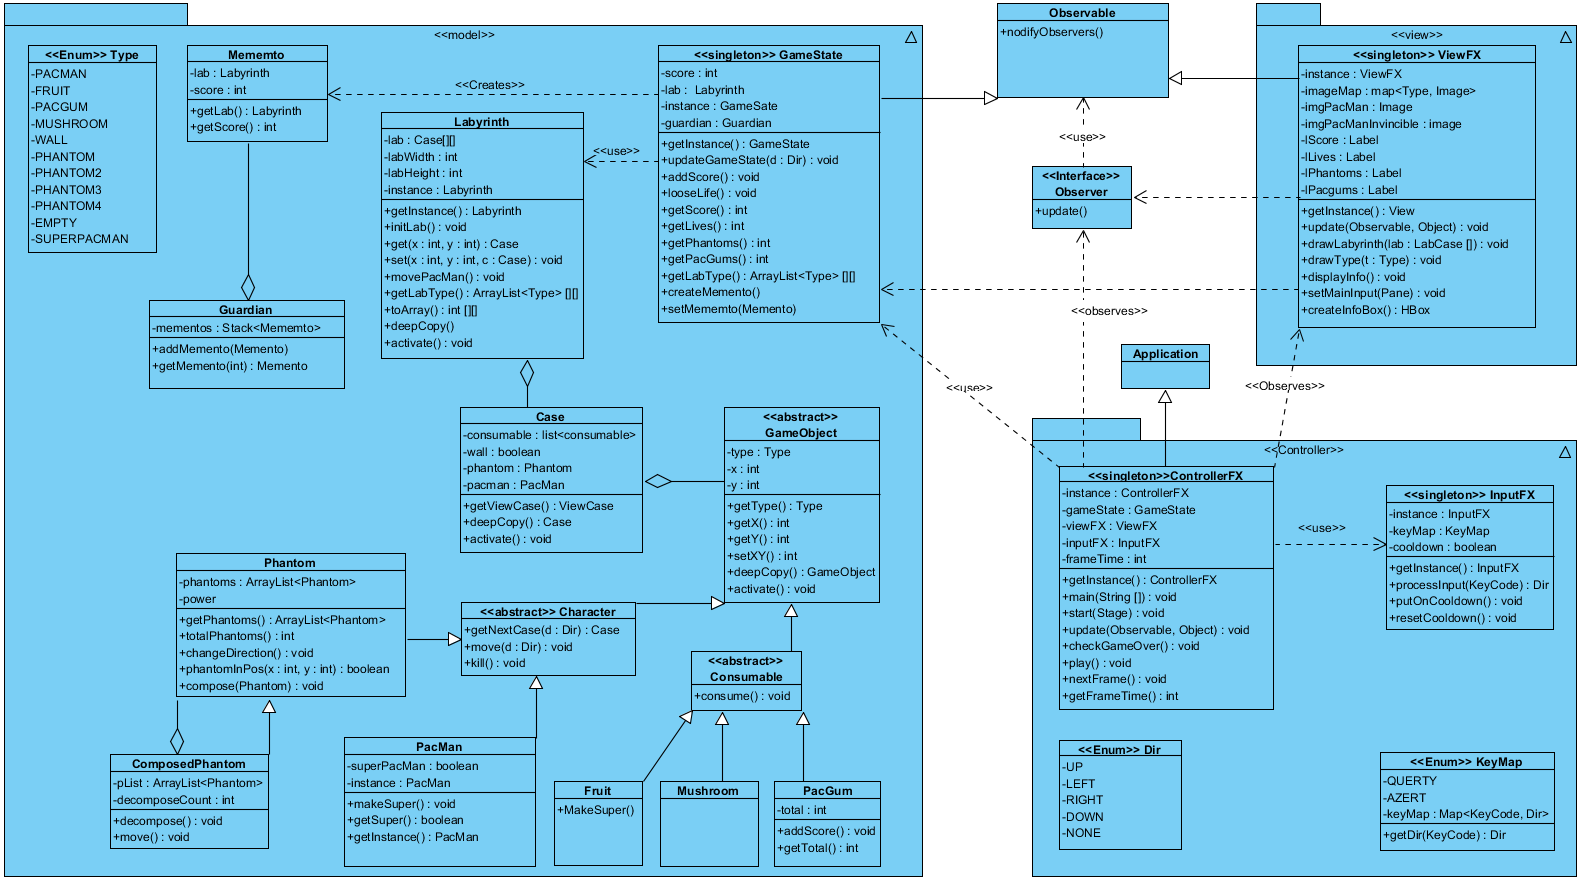 <<model>>
<<Enum>> Type
-PACMAN
-FRUIT
-PACGUM
-MUSHROOM
-WALL
-PHANTOM
-PHANTOM2
-PHANTOM3
-PHANTOM4
-EMPTY
-SUPERPACMAN
Mememto
-lab : Labyrinth
-score : int
+getLab() : Labyrinth
+getScore() : int
<<Creates>>
<<singleton>> GameState
-score : int
-lab : Labyrinth
-instance : GameSate
-guardian : Guardian
+getInstance() : GameState
+updateGameState(d : Dir) : void
+addScore() : void
+looseLife() : void
+getScore() : int
+getLives() : int
+getPhantoms() : int
+getPacGums() : int
+getLabType() : ArrayList<Type> [][]
+createMemento()
+setMememto(Memento)
Labyrinth
-lab : Case[][]
-labWidth : int
-labHeight : int
-instance : Labyrinth
+getInstance() : Labyrinth
+initLab() : void
+get(x : int, y : int) : Case
+set(x : int, y : int, c : Case) : void
+movePacMan() : void
+getLabType() : ArrayList<Type> [][]
+toArray() : int [][]
+deepCopy()
+activate() : void
<<use>>
Guardian
-mementos : Stack<Mememto>
+addMemento(Memento)
+getMemento(int) : Memento
Case
-consumable : list<consumable>
-wall : boolean
-phantom : Phantom
-pacman : PacMan
+getViewCase() : ViewCase
+deepCopy() : Case
+activate() : void
<<abstract>>
GameObject
-type : Type
-x : int
-y : int
+getType() : Type
+getX() : int
+getY() : int
+setXY() : int
+deepCopy() : GameObject
+activate() : void
Phantom
-phantoms : ArrayList<Phantom>
-power
+getPhantoms() : ArrayList<Phantom>
+totalPhantoms() : int
+changeDirection() : void
+phantomInPos(x : int, y : int) : boolean
+compose(Phantom) : void
<<abstract>> Character
+getNextCase(d : Dir) : Case
+move(d : Dir) : void
+kill() : void
<<abstract>>
Consumable
+consume() : void
ComposedPhantom
-pList : ArrayList<Phantom>
-decomposeCount : int
+decompose() : void
+move() : void
PacMan
-superPacMan : boolean
-instance : PacMan
+makeSuper() : void
+getSuper() : boolean
+getInstance() : PacMan
Fruit
+MakeSuper()
Mushroom
PacGum
-total : int
+addScore() : void
+getTotal() : int
Observable
+nodifyObservers()
<<use>>
<<Interface>>
Observer
+update()
<<observes>>
<<view>>
<<singleton>> ViewFX
-instance : ViewFX
-imageMap : map<Type, Image>
-imgPacMan : Image
-imgPacManInvincible : image
-lScore : Label
-lLives : Label
-lPhantoms : Label
-lPacgums : Label
+getInstance() : View
+update(Observable, Object) : void
+drawLabyrinth(lab : LabCase []) : void
+drawType(t : Type) : void
+displayInfo() : void
+setMainInput(Pane) : void
+createInfoBox() : HBox
Application
<<use>>
<<Observes>>
<<Controller>>
<<singleton>>ControllerFX
-instance : ControllerFX
-gameState : GameState
-viewFX : ViewFX
-inputFX : InputFX
-frameTime : int
+getInstance() : ControllerFX
+main(String []) : void
+start(Stage) : void
+update(Observable, Object) : void
+checkGameOver() : void
+play() : void
+nextFrame() : void
+getFrameTime() : int
<<use>>
<<singleton>> InputFX
-instance : InputFX
-keyMap : KeyMap
-cooldown : boolean
+getInstance() : InputFX
+processInput(KeyCode) : Dir
+putOnCooldown() : void
+resetCooldown() : void
<<Enum>> Dir
-UP
-LEFT
-RIGHT
-DOWN
-NONE
<<Enum>> KeyMap
-QUERTY
-AZERT
-keyMap : Map<KeyCode, Dir>
+getDir(KeyCode) : Dir